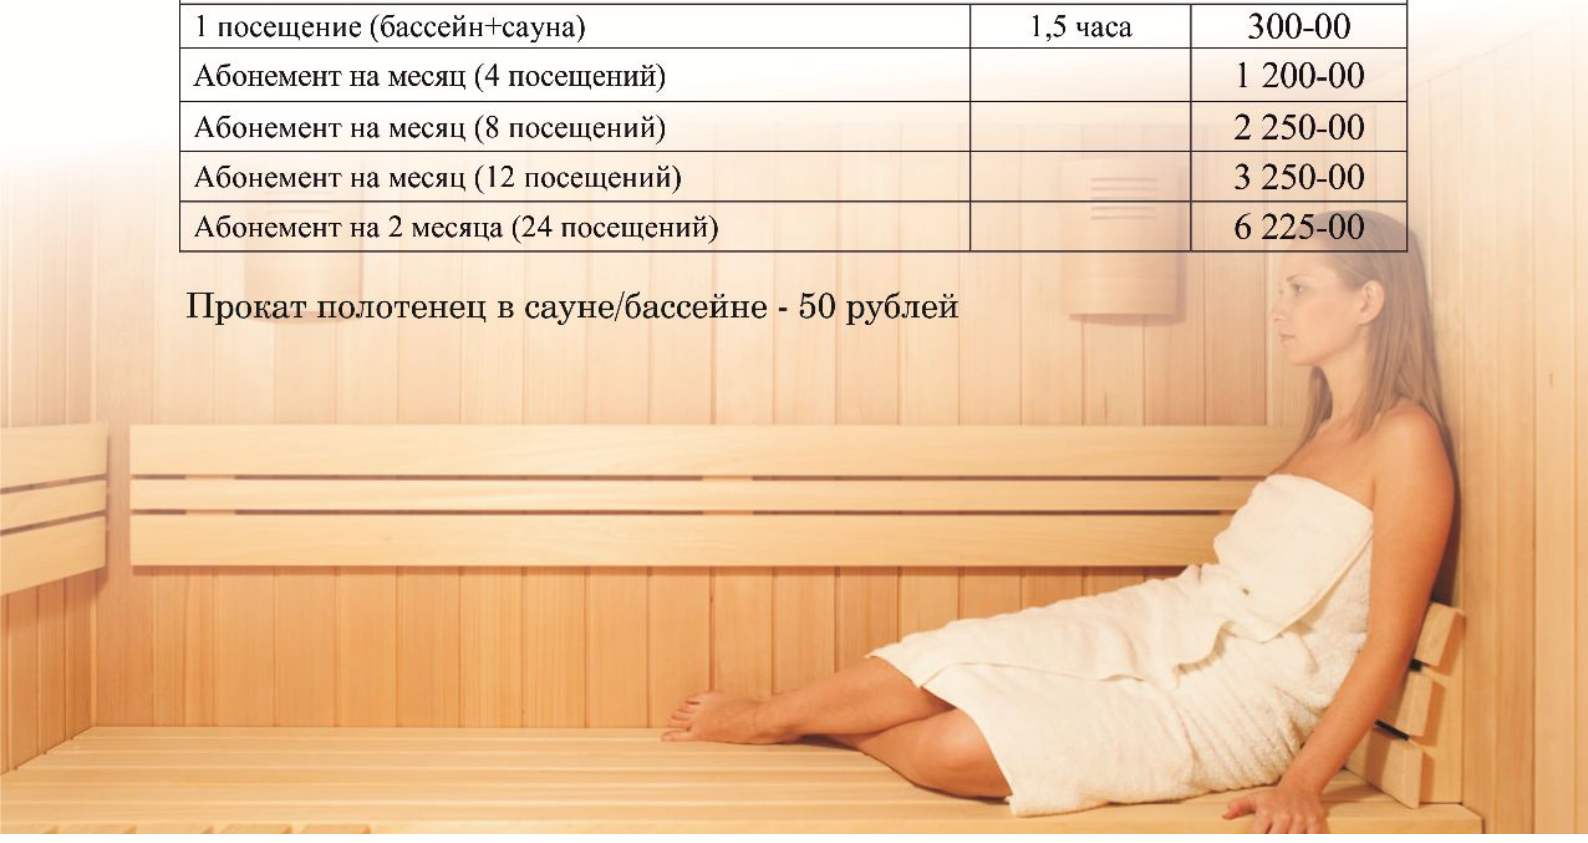 1 посещение (бассейн+сауна) 1,5 часа 300-00
Абонемент на месяц (4 посещений) 1 200-00
Абонемент на месяц (8 посещений) 2 250-00
Абонемент на месяц (12 посещений) 3 250-00
Абонемент на 2 месяца (24 посещений) 6 225-00
Прокат полотенец в сауне/бассейне - 50 рублей